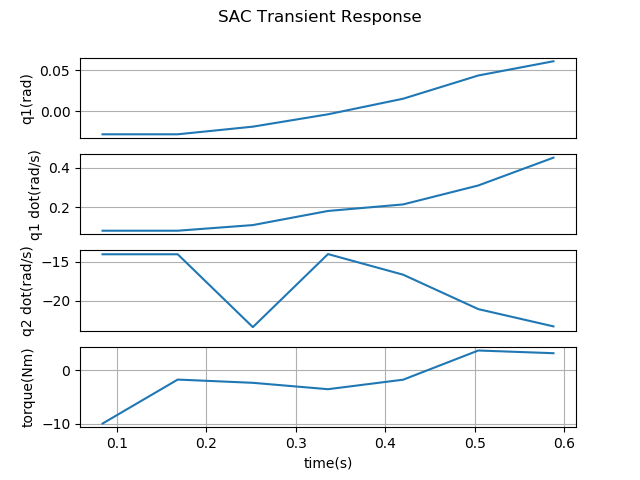 SAC Transient Response
q1(rad)
0.05
0.00
q1 dot(rad/s)
0.4
0.2
q2 dot(rad/s)
−15
−20
torque(Nm)
0
−10
0.1 0.2 0.3 0.4 0.5 0.6
time(s)